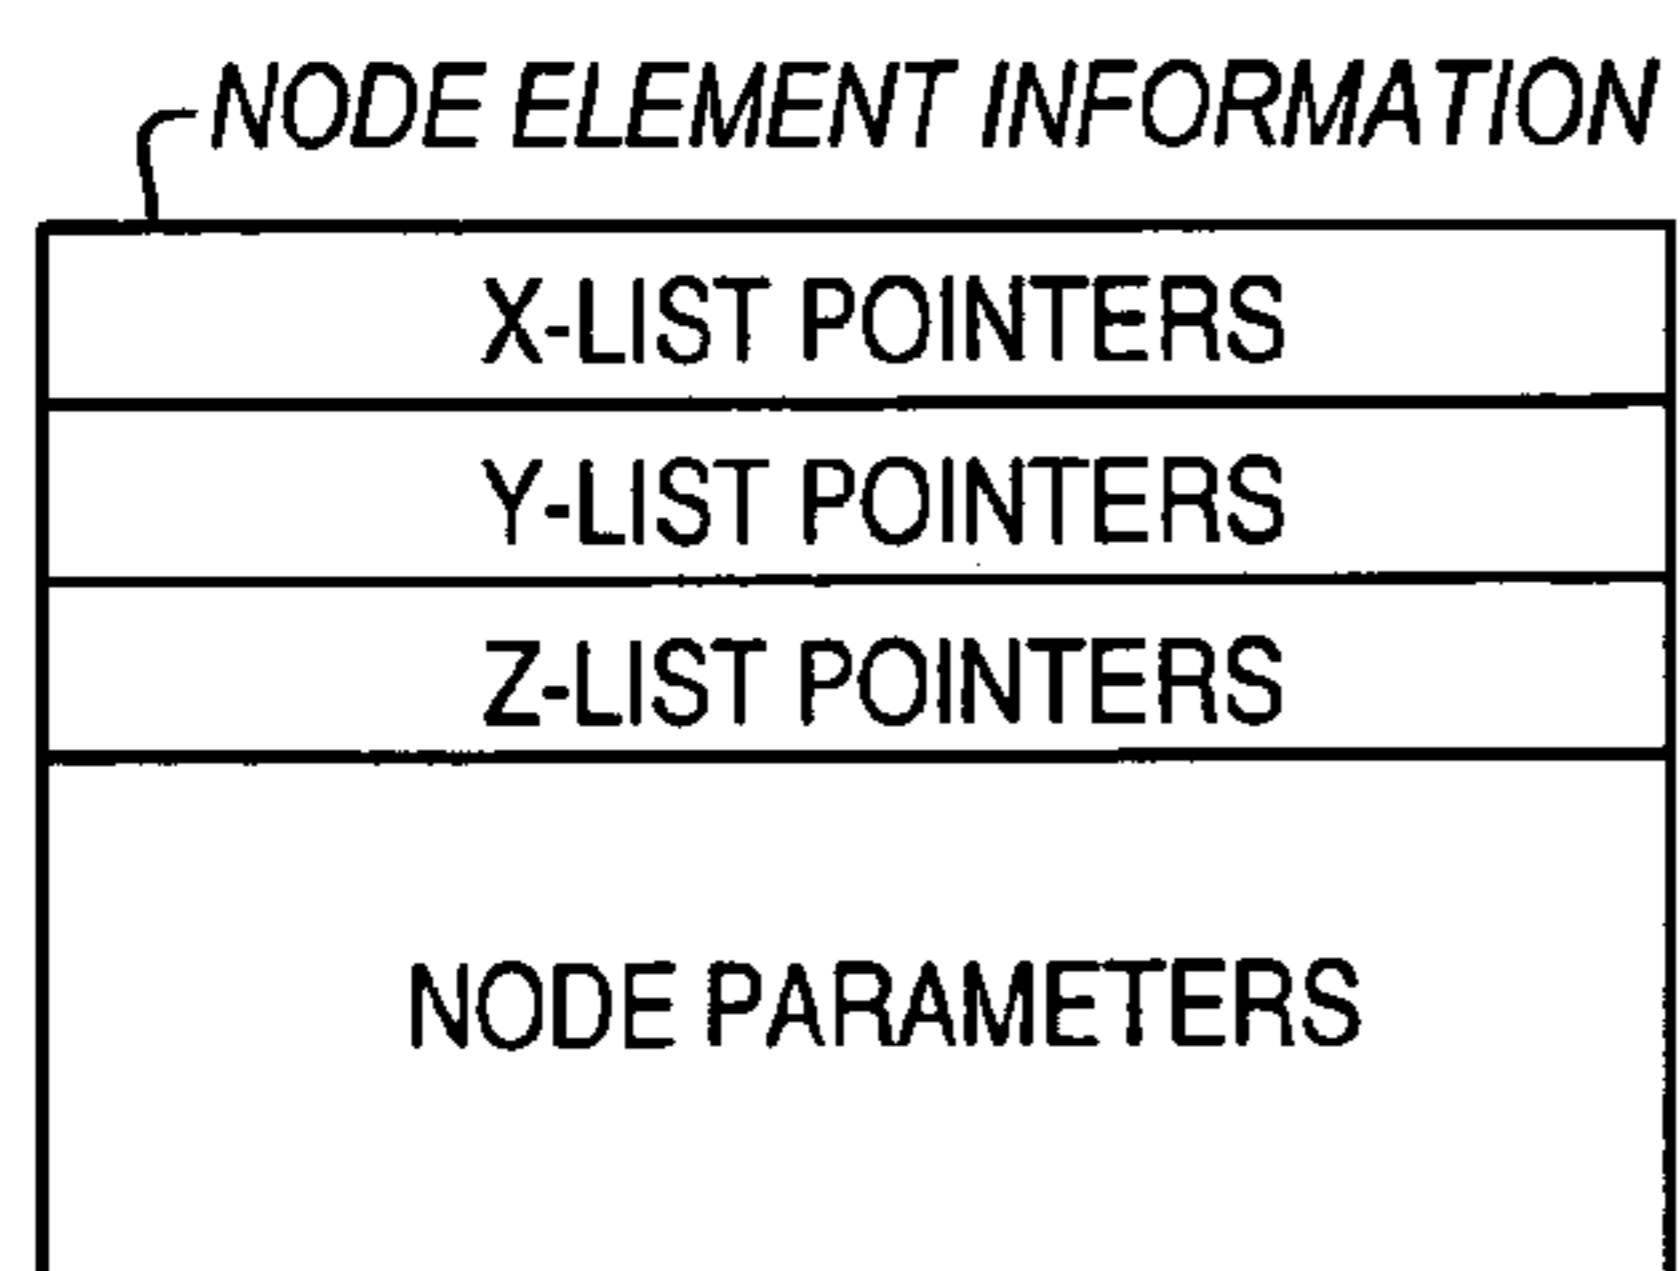 NODE ELEMENT INFORMATION
X-LIST POINTERS
Y-LIST POINTERS
Z-LIST POINTERS
NODE PARAMETERS